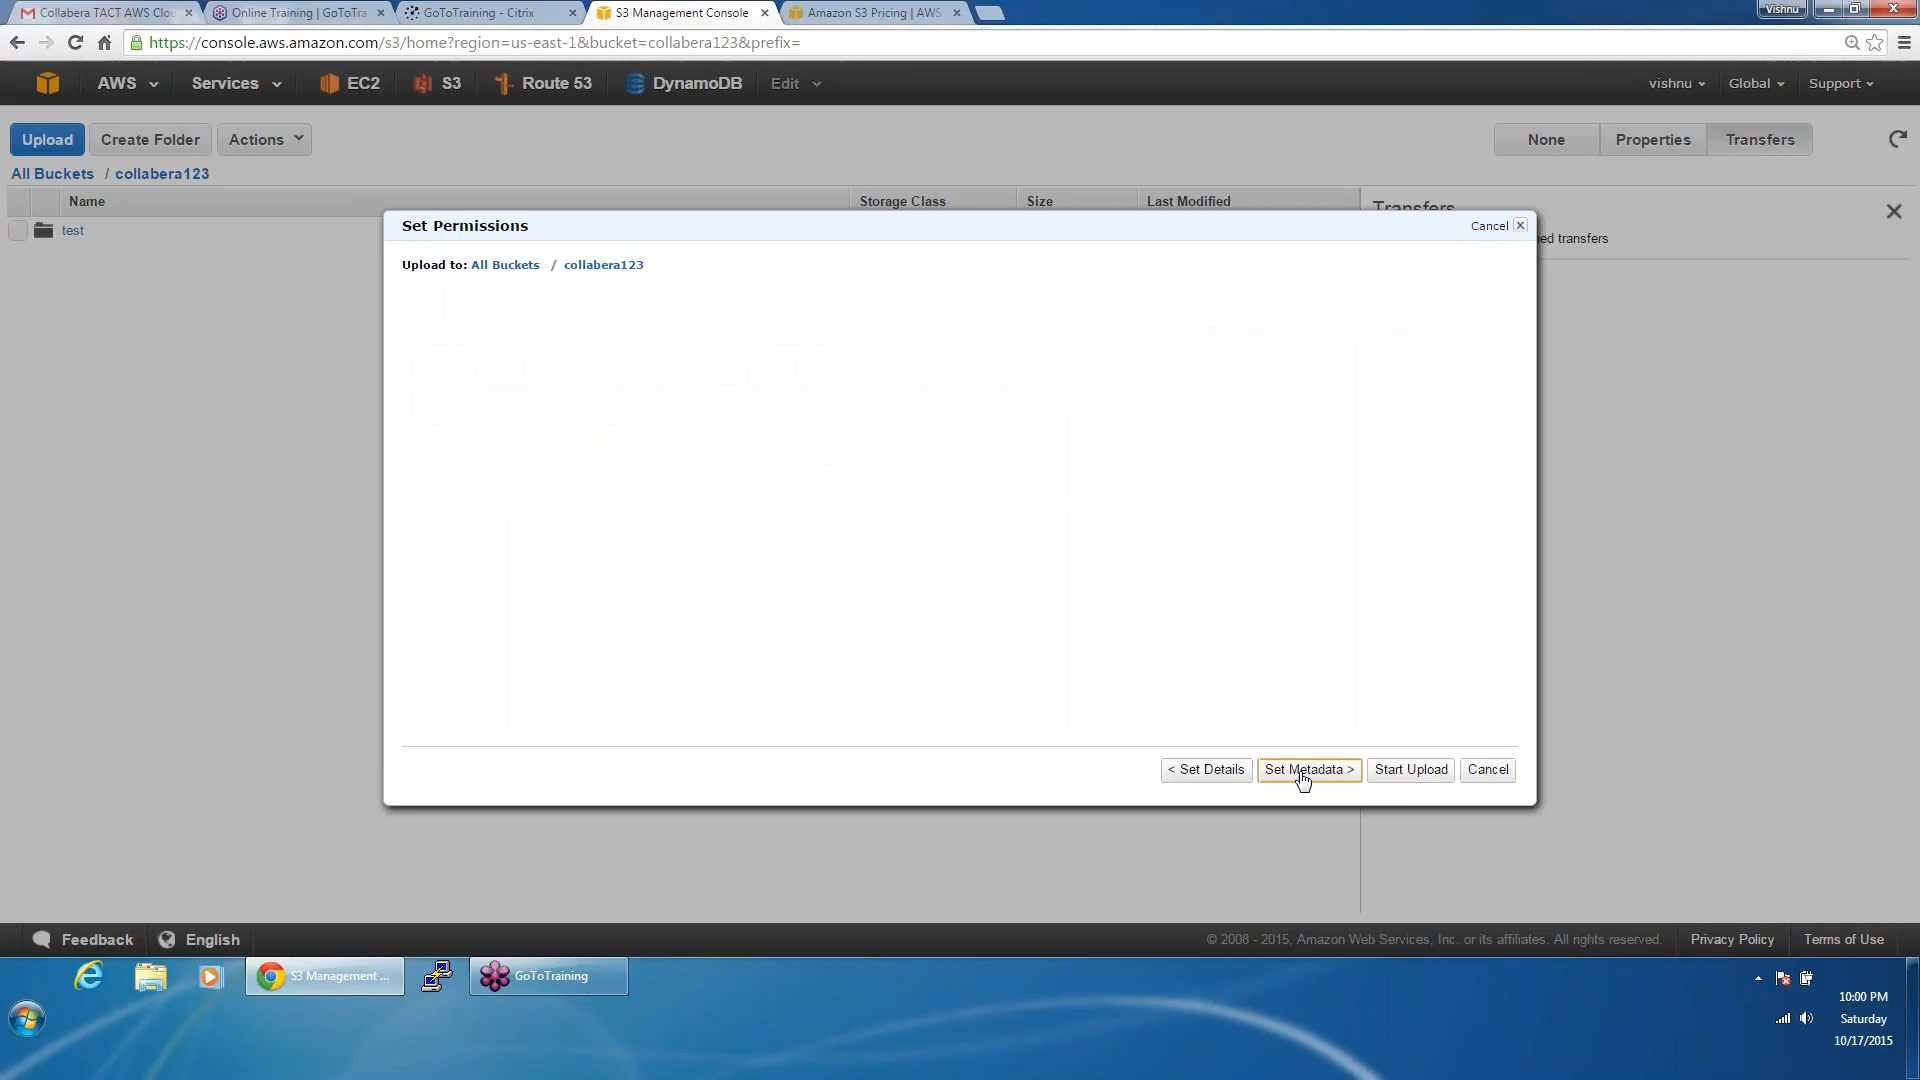 Collabera TACT AWS Clou
Online Training | GoToTra
GoToTraining - Citrix
S3 Management Console
Amazon S3 Pricing | AWS
Vishnu
https://console.aws.amazon.com/s3/home?region=us-east-1&bucket=collabera123&prefix=
AWS Services EC2 S3 Route 53 DynamoDB Edit vishnu Global Support
Upload Create Folder Actions None Properties Transfers
All Buckets / collabera123
Name Storage Class Size Last Modified
Transfers
test
ed transfers
Set Permissions
Cancel
Upload to: All Buckets / collabera123
< Set Details Set Metadata > Start Upload Cancel
Feedback English © 2008 - 2015, Amazon Web Services, Inc. or its affiliates. All rights reserved. Privacy Policy Terms of Use
S3 Management ...
GoToTraining
10:00 PM
Saturday
10/17/2015